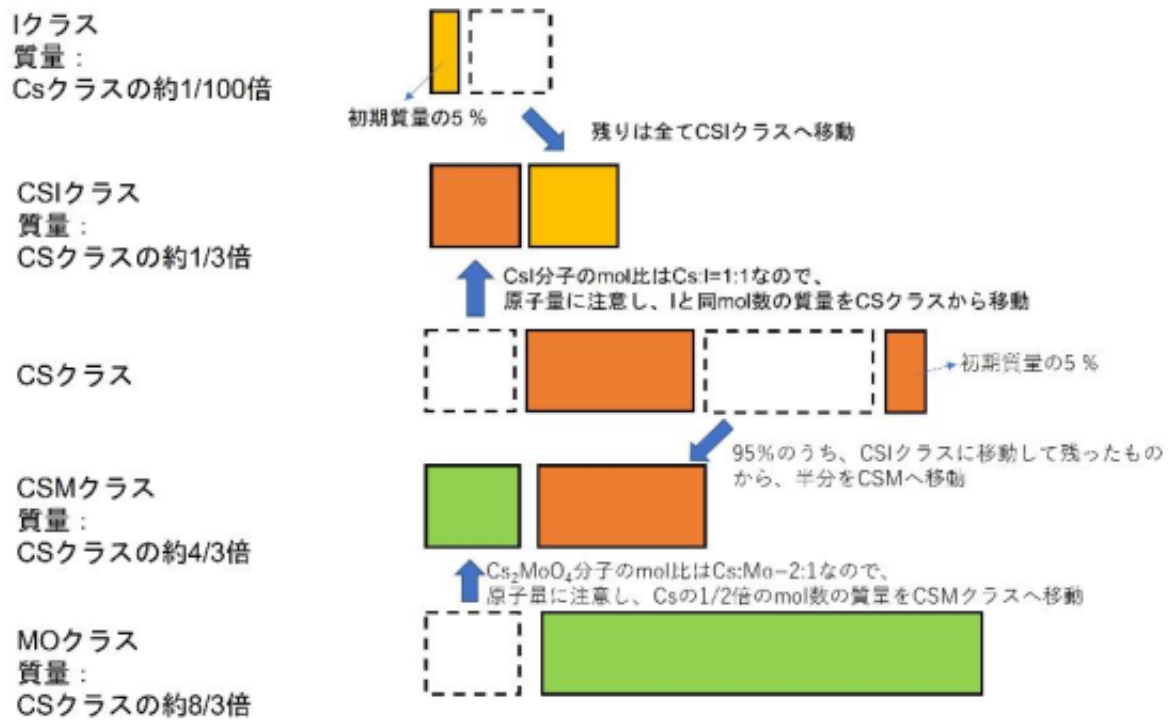 Iクラス
質量：
Csクラスの約1/100倍
初期質量の5 %
残りは全てCSIクラスへ移動
CSIクラス
質量：
CSクラスの約1/3倍
CsI分子のmol比はCs:I=1:1なので、
原子量に注意し、Iと同mol数の質量をCSクラスから移動
CSクラス
初期質量の5 %
95%のうち、CSIクラスに移動して残ったもの
から、半分をCSMへ移動
CSMクラス
質量：
CSクラスの約4/3倍
Cs₂MoO₄分子のmol比はCs:Mo=2:1なので、
原子量に注意し、Csの1/2倍のmol数の質量をCSMクラスへ移動
MOクラス
質量：
CSクラスの約8/3倍